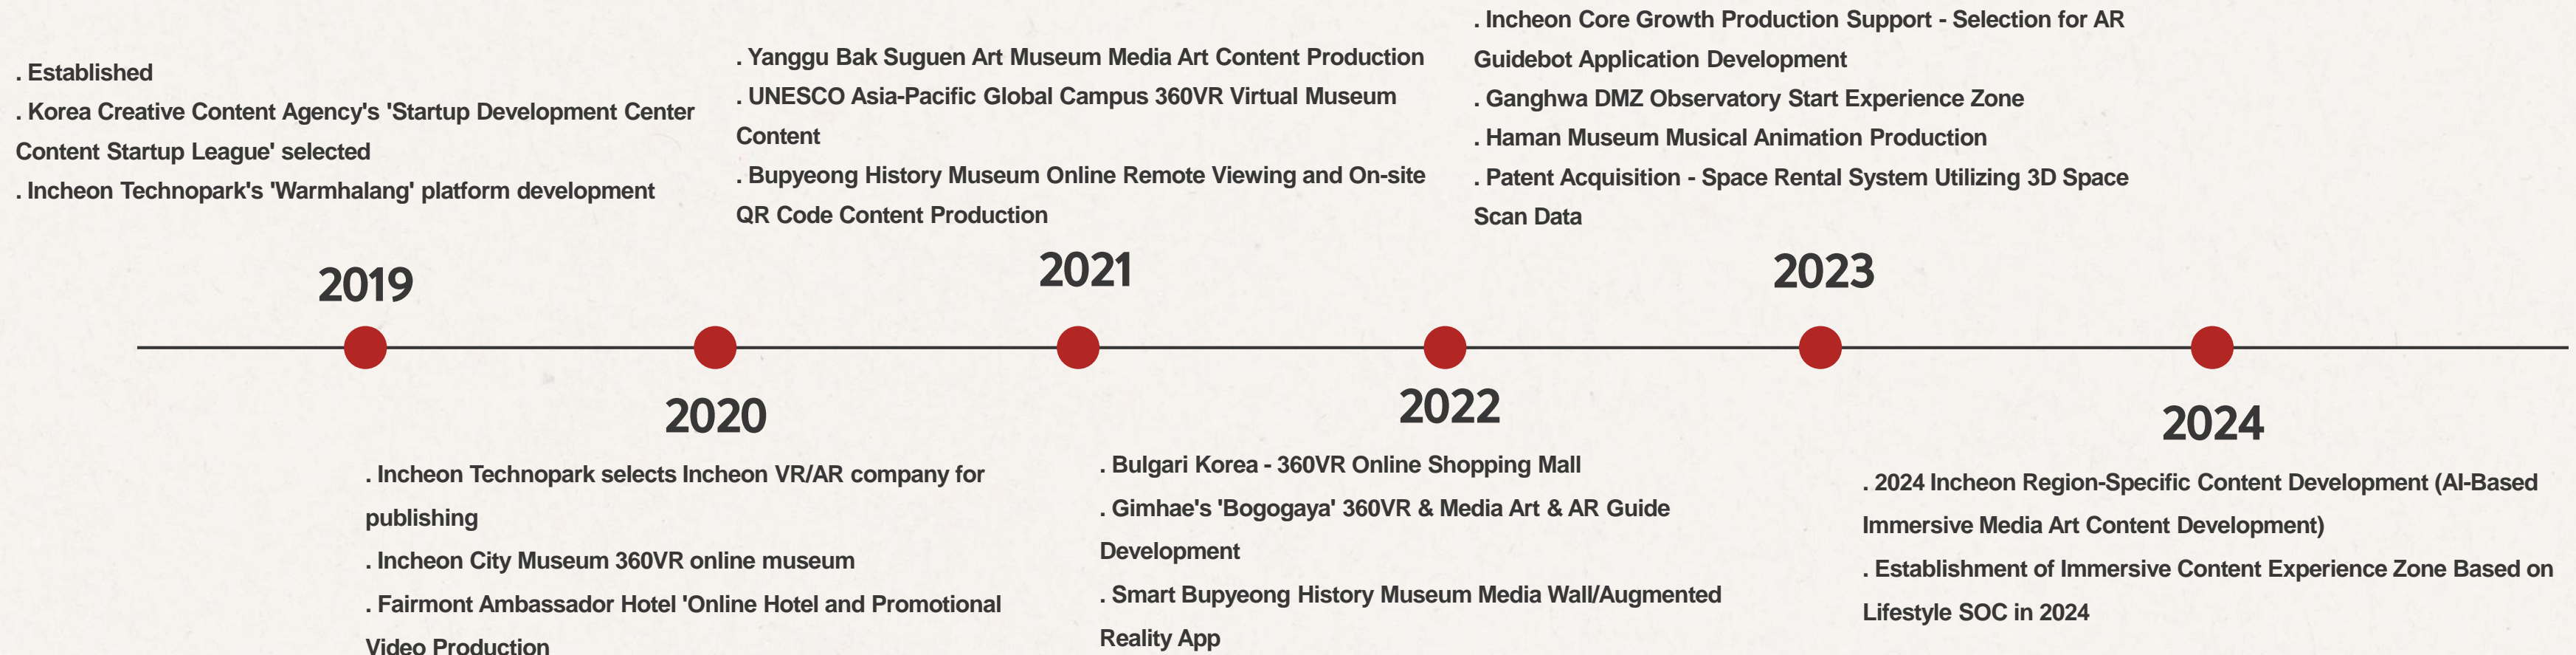 . Established
. Korea Creative Content Agency's 'Startup Development Center
Content Startup League' selected
. Incheon Technopark's 'Warmhalang' platform development
2019
2020
. Incheon Technopark selects Incheon VR/AR company for
publishing
. Incheon City Museum 360VR online museum
. Fairmont Ambassador Hotel 'Online Hotel and Promotional
Video Production
. Yanggu Bak Suguen Art Museum Media Art Content Production
. UNESCO Asia-Pacific Global Campus 360VR Virtual Museum
Content
. Bupyeong History Museum Online Remote Viewing and On-site
QR Code Content Production
2021
2022
. Bulgari Korea - 360VR Online Shopping Mall
. Gimhae's 'Bogogaya' 360VR & Media Art & AR Guide
Development
. Smart Bupyeong History Museum Media Wall/Augmented
Reality App
. Incheon Core Growth Production Support - Selection for AR
Guidebot Application Development
. Ganghwa DMZ Observatory Start Experience Zone
. Haman Museum Musical Animation Production
. Patent Acquisition - Space Rental System Utilizing 3D Space
Scan Data
2023
2024
. 2024 Incheon Region-Specific Content Development (AI-Based
Immersive Media Art Content Development)
. Establishment of Immersive Content Experience Zone Based on
Lifestyle SOC in 2024